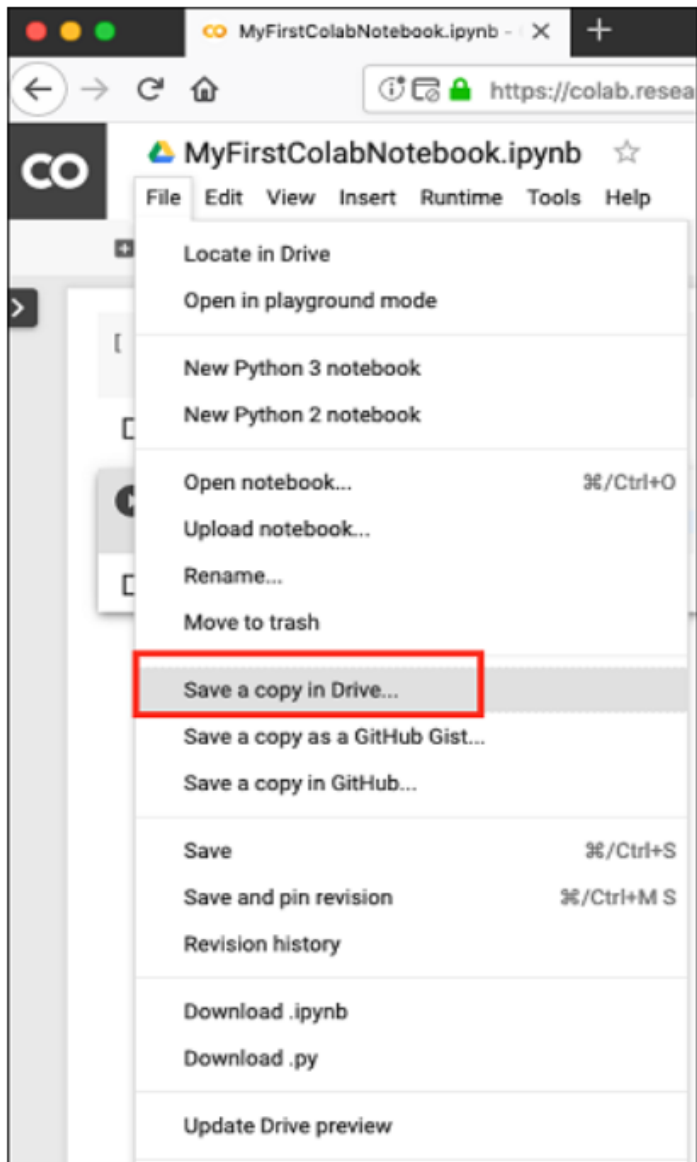 MyFirstColabNotebook.ipynb -
https://colab.resea
CO
MyFirstColabNotebook.ipynb
File Edit View Insert Runtime Tools Help
Locate in Drive
Open in playground mode
New Python 3 notebook
New Python 2 notebook
Open notebook... ⌘/Ctrl+O
Upload notebook...
Rename...
Move to trash
Save a copy in Drive...
Save a copy as a GitHub Gist...
Save a copy in GitHub...
Save ⌘/Ctrl+S
Save and pin revision ⌘/Ctrl+M S
Revision history
Download .ipynb
Download .py
Update Drive preview